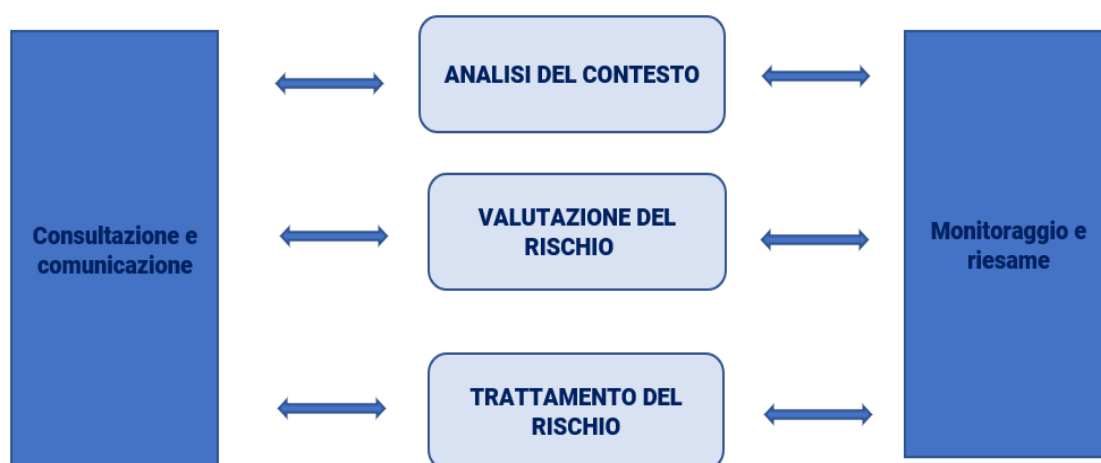 ANALISI DEL CONTESTO
Consultazione e
comunicazione
VALUTAZIONE DEL
RISCHIO
Monitoraggio e
riesame
TRATTAMENTO DEL
RISCHIO